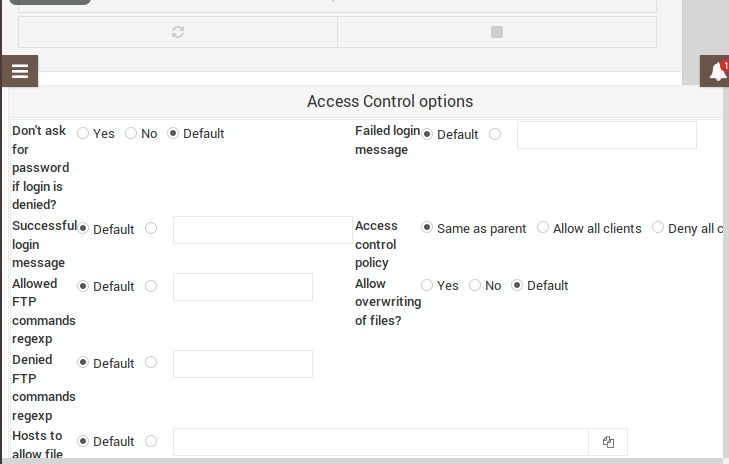 1
Access Control options
Don't ask for password if login is denied? Yes No Default
Failed login message Default
Successful login message Default
Access control policy Same as parent Allow all clients Deny all c
Allowed FTP commands regexp Default
Allow overwriting of files? Yes No Default
Denied FTP commands regexp Default
Hosts to allow file Default